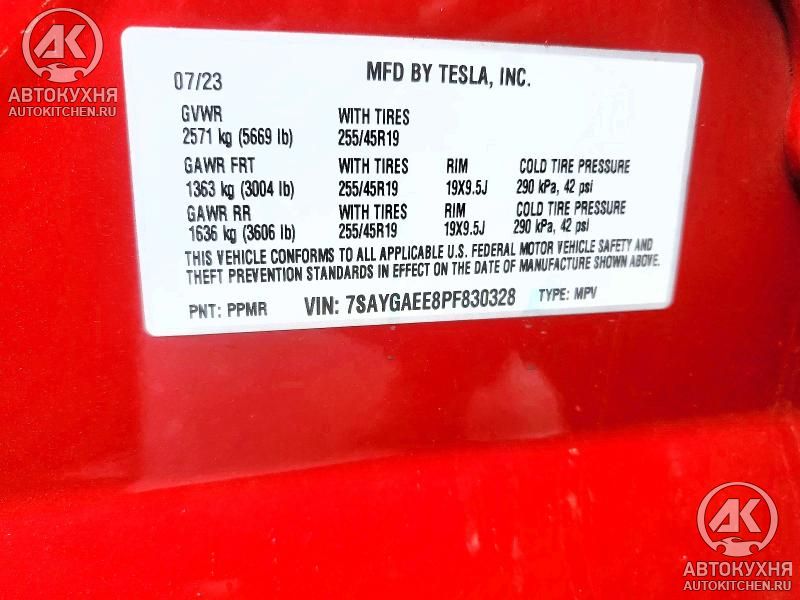 АК
АВТОКУХНЯ
AUTOKITCHEN.RU
07/23 MFD BY TESLA, INC.
GVWR WITH TIRES
2571 kg (5669 lb) 255/45R19
GAWR FRT WITH TIRES RIM COLD TIRE PRESSURE
1363 kg (3004 lb) 255/45R19 19X9.5J 290 kPa, 42 psi
GAWR RR WITH TIRES RIM COLD TIRE PRESSURE
1636 kg (3606 lb) 255/45R19 19X9.5J 290 kPa, 42 psi
THIS VEHICLE CONFORMS TO ALL APPLICABLE U.S. FEDERAL MOTOR VEHICLE SAFETY AND
THEFT PREVENTION STANDARDS IN EFFECT ON THE DATE OF MANUFACTURE SHOWN ABOVE.
PNT: PPMR VIN: 7SAYGAEE8PF830328 TYPE: MPV
АК
АВТОКУХНЯ
AUTOKITCHEN.RU